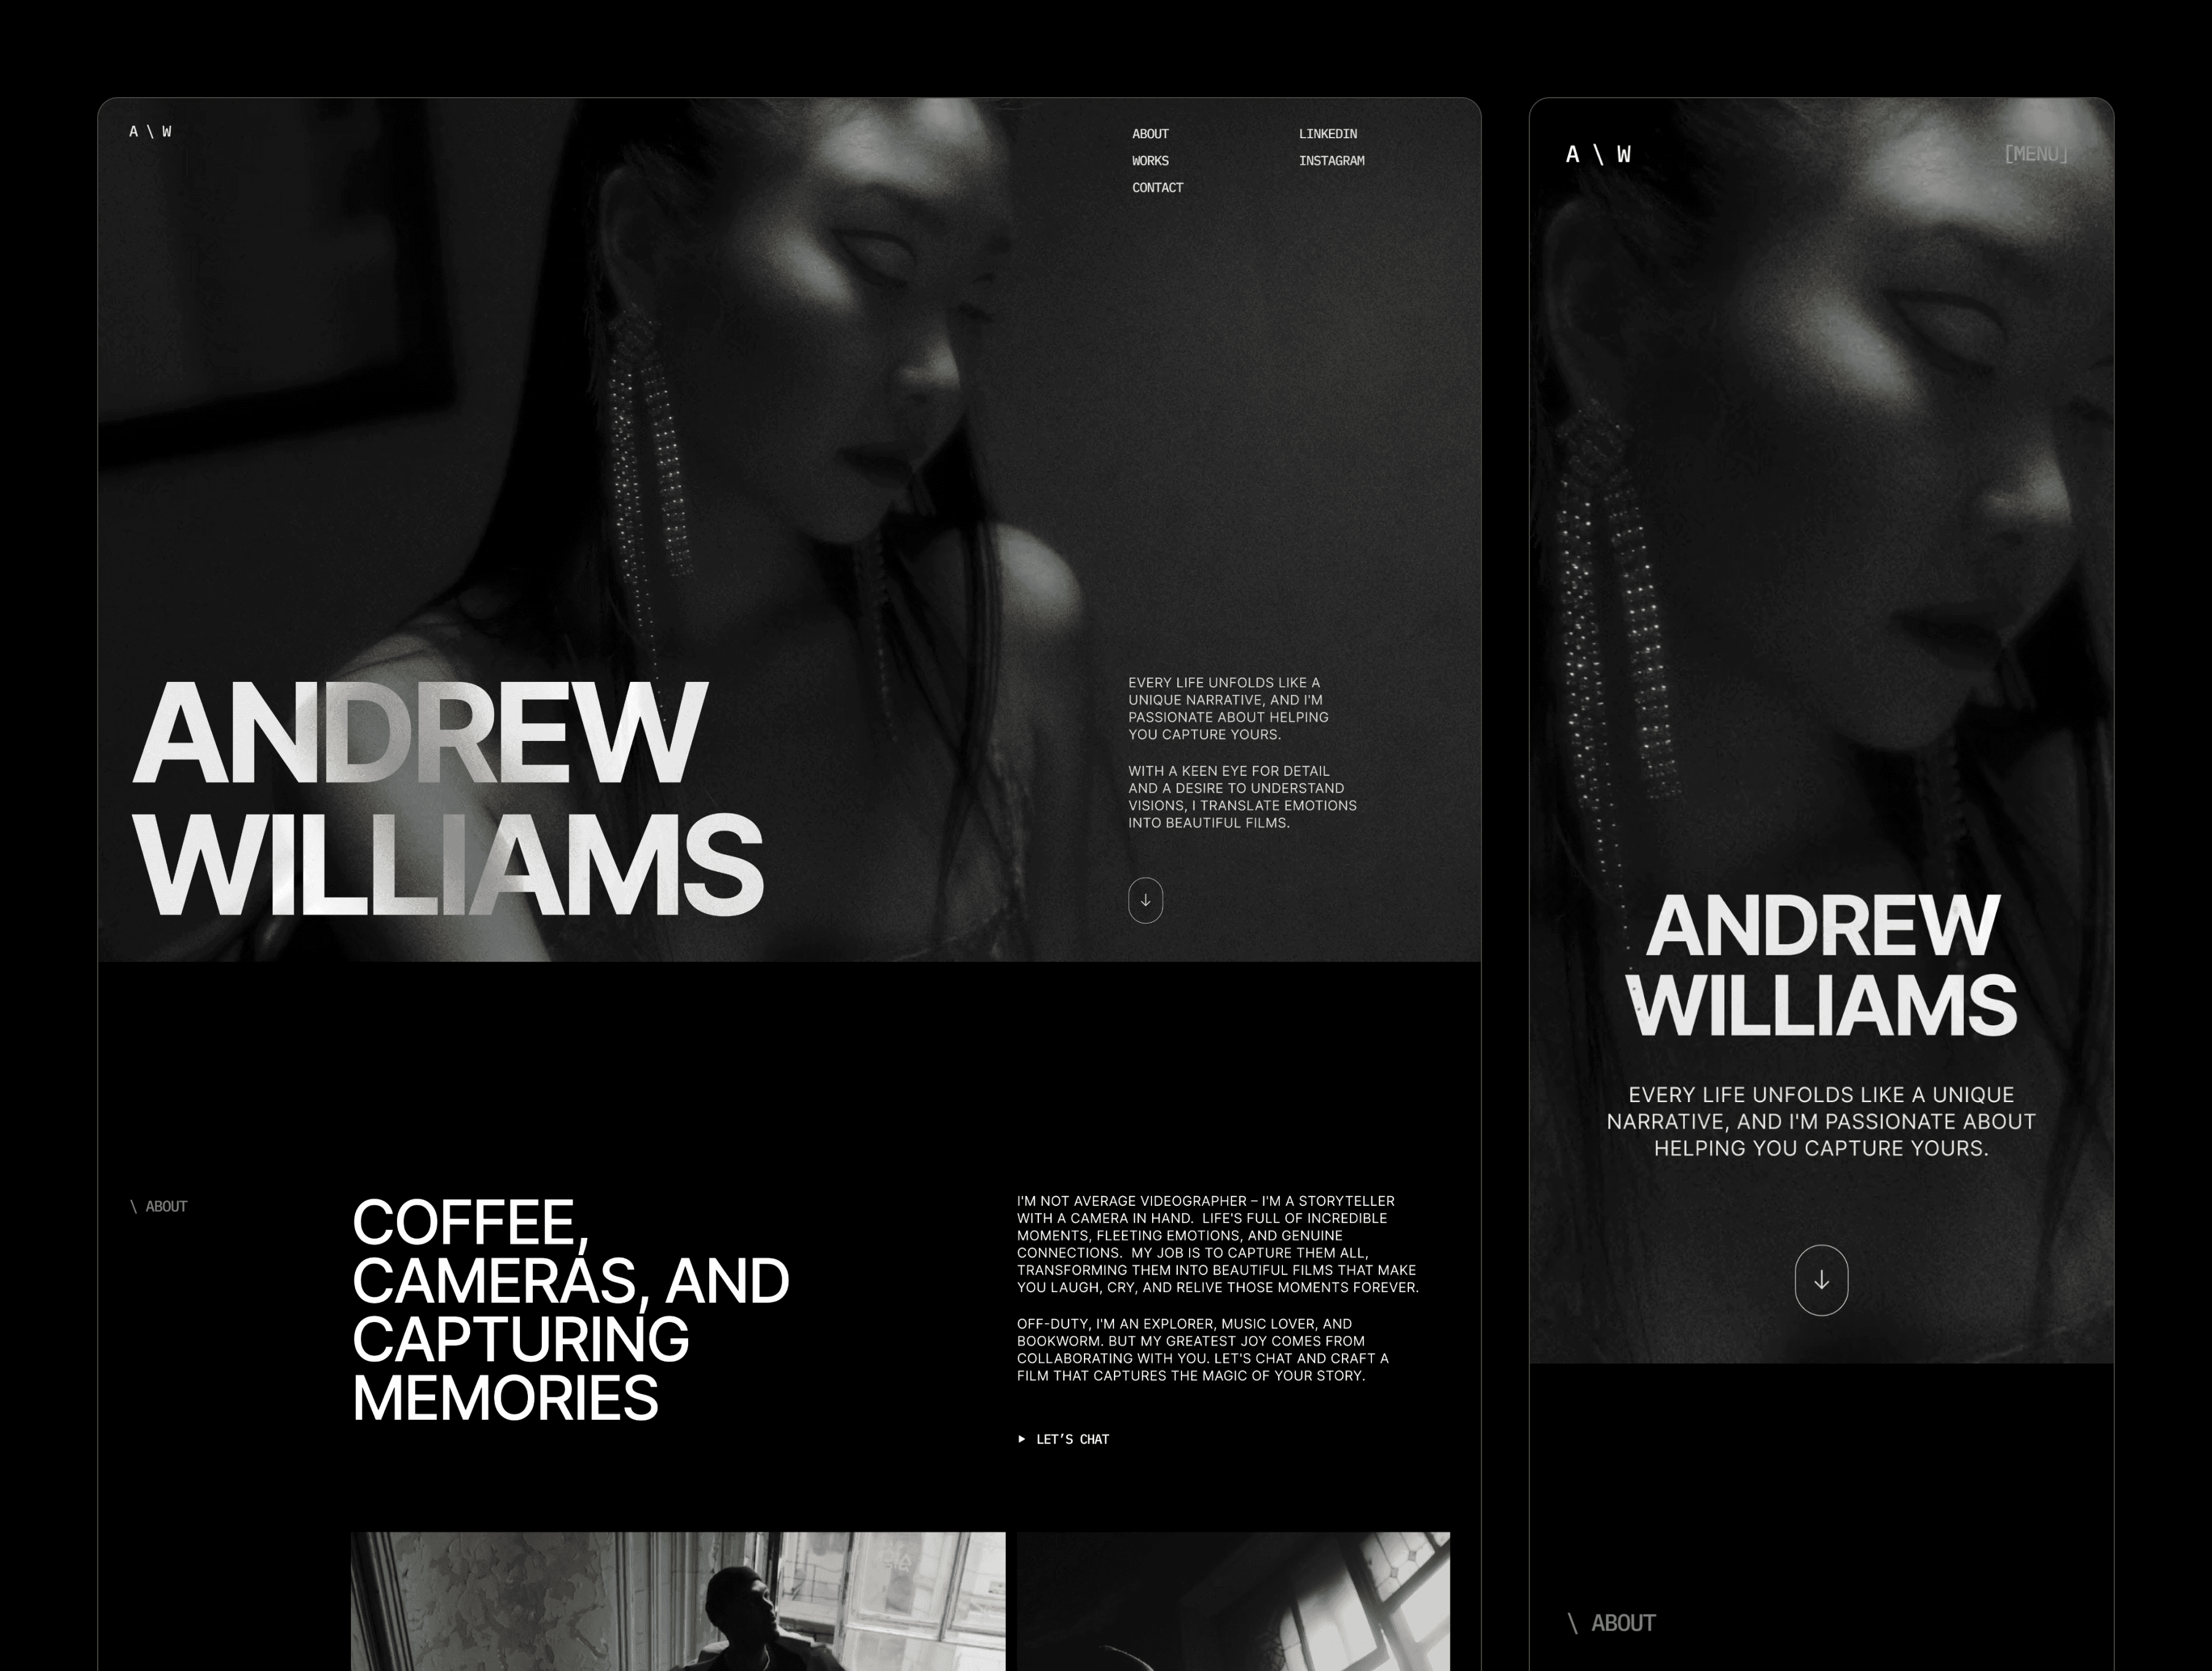 A \ W
ABOUT
WORKS
CONTACT
LINKEDIN
INSTAGRAM
ANDREW
WILLIAMS
EVERY LIFE UNFOLDS LIKE A
UNIQUE NARRATIVE, AND I'M
PASSIONATE ABOUT HELPING
YOU CAPTURE YOURS.
WITH A KEEN EYE FOR DETAIL
AND A DESIRE TO UNDERSTAND
VISIONS, I TRANSLATE EMOTIONS
INTO BEAUTIFUL FILMS.
\ ABOUT
COFFEE,
CAMERAS, AND
CAPTURING
MEMORIES
I'M NOT AVERAGE VIDEOGRAPHER – I'M A STORYTELLER
WITH A CAMERA IN HAND. LIFE'S FULL OF INCREDIBLE
MOMENTS, FLEETING EMOTIONS, AND GENUINE
CONNECTIONS. MY JOB IS TO CAPTURE THEM ALL,
TRANSFORMING THEM INTO BEAUTIFUL FILMS THAT MAKE
YOU LAUGH, CRY, AND RELIVE THOSE MOMENTS FOREVER.
OFF-DUTY, I'M AN EXPLORER, MUSIC LOVER, AND
BOOKWORM. BUT MY GREATEST JOY COMES FROM
COLLABORATING WITH YOU. LET'S CHAT AND CRAFT A
FILM THAT CAPTURES THE MAGIC OF YOUR STORY.
LET’S CHAT
A \ W
[MENU]
ANDREW
WILLIAMS
EVERY LIFE UNFOLDS LIKE A UNIQUE
NARRATIVE, AND I'M PASSIONATE ABOUT
HELPING YOU CAPTURE YOURS.
\ ABOUT